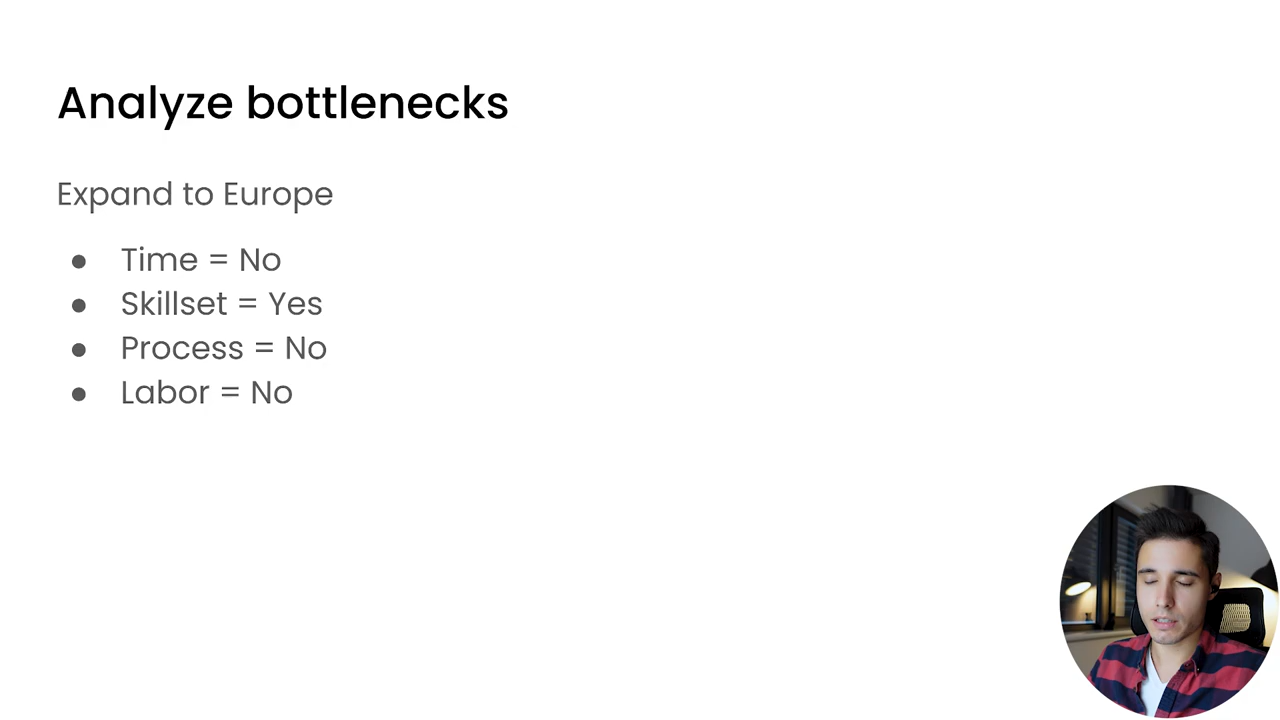 Analyze bottlenecks
Expand to Europe
● Time = No
● Skillset = Yes
● Process = No
● Labor = No